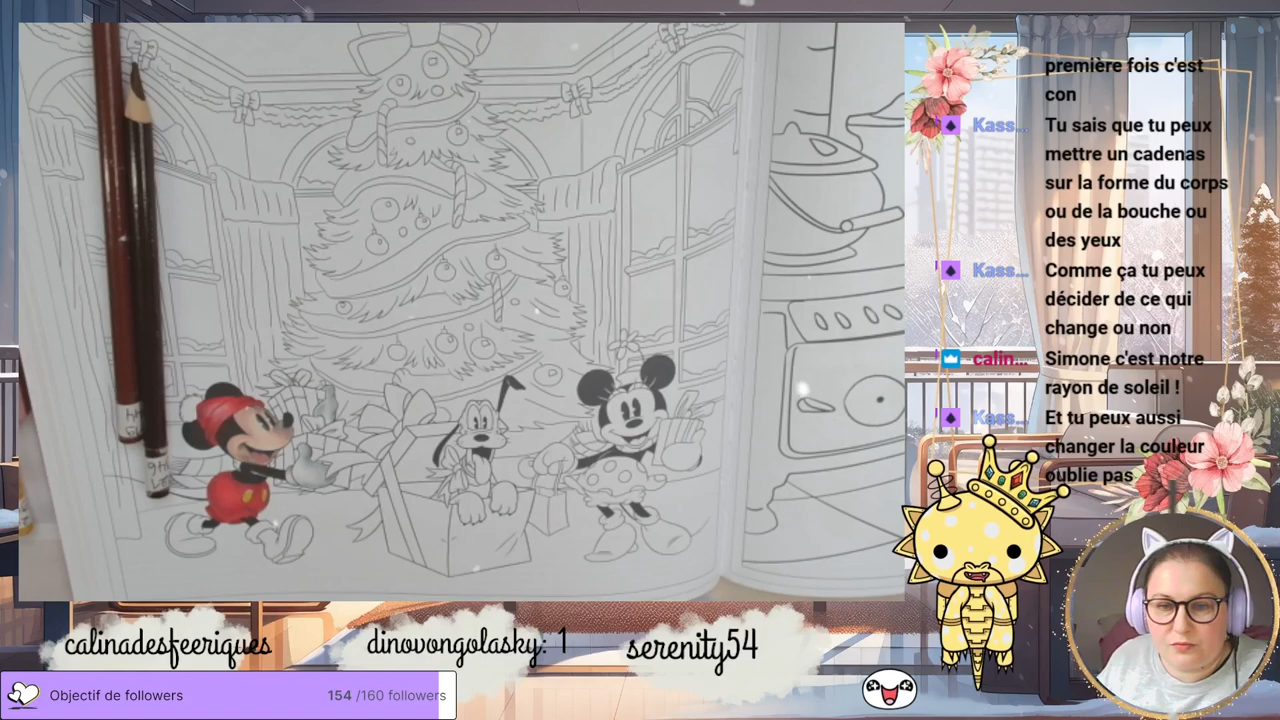 première fois c'est
con
Kass... Tu sais que tu peux
mettre un cadenas
sur la forme du corps
ou de la bouche ou
des yeux
Kass... Comme ça tu peux
décider de ce qui
change ou non
calin... Simone c'est notre
rayon de soleil !
Kass... Et tu peux aussi
changer la couleur
oublie pas
calinadesfeeriques
dinovongolasky: 1
serenity54
Objectif de followers
154 /160 followers